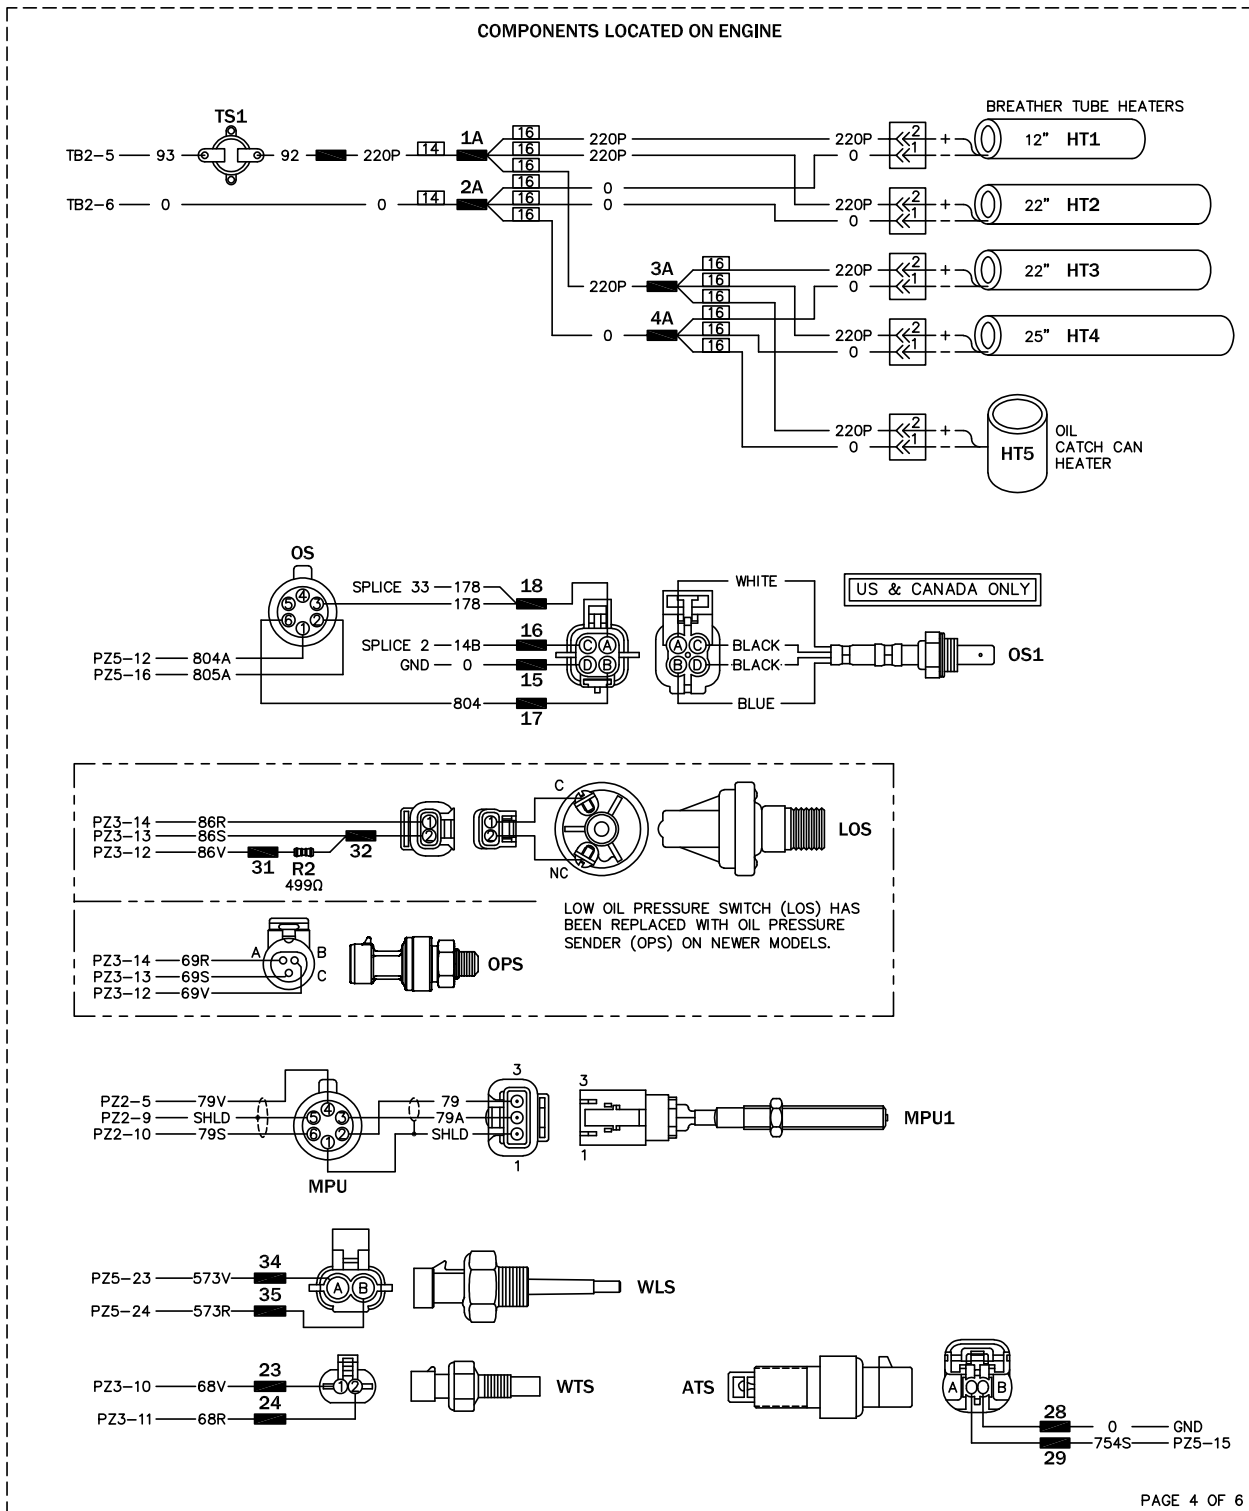 COMPONENTS LOCATED ON ENGINE
BREATHER TUBE HEATERS
TS1
TB2-5 93 92 220P 14 1A 16 220P 220P 2 + 12" HT1
16 220P 0 1 -
16
TB2-6 0 0 14 2A 16 0
16 0 220P 2 + 22" HT2
16 0 1 -
220P 3A 16 220P 2 + 22" HT3
16 0 1 -
16
0 4A 16
16 220P 2 + 25" HT4
16 0 1 -
220P 2 + OIL
0 1 - HT5 CATCH CAN
HEATER
OS
5 4 3
6 1 2
SPLICE 33 178 18
178
SPLICE 2 14B 16 C A
GND 0 15 D B
804 17
PZ5-12 804A
PZ5-16 805A
WHITE
A C BLACK
B D BLACK
BLUE
US & CANADA ONLY
OS1
PZ3-14 86R 1
PZ3-13 86S 32 2
PZ3-12 86V 31 R2
499Ω
1
2
C
NC
LOS
LOW OIL PRESSURE SWITCH (LOS) HAS
BEEN REPLACED WITH OIL PRESSURE
SENDER (OPS) ON NEWER MODELS.
A B
C
PZ3-14 69R
PZ3-13 69S
PZ3-12 69V
OPS
PZ2-5 79V
PZ2-9 SHLD
PZ2-10 79S
5 4 3
6 1 2
MPU
79
79A
SHLD
3
1
3
1
MPU1
PZ5-23 573V 34 A B
PZ5-24 573R 35
WLS
PZ3-10 68V 23 1 2
PZ3-11 68R 24
WTS
ATS
A B
28 0 GND
29 754S PZ5-15
PAGE 4 OF 6